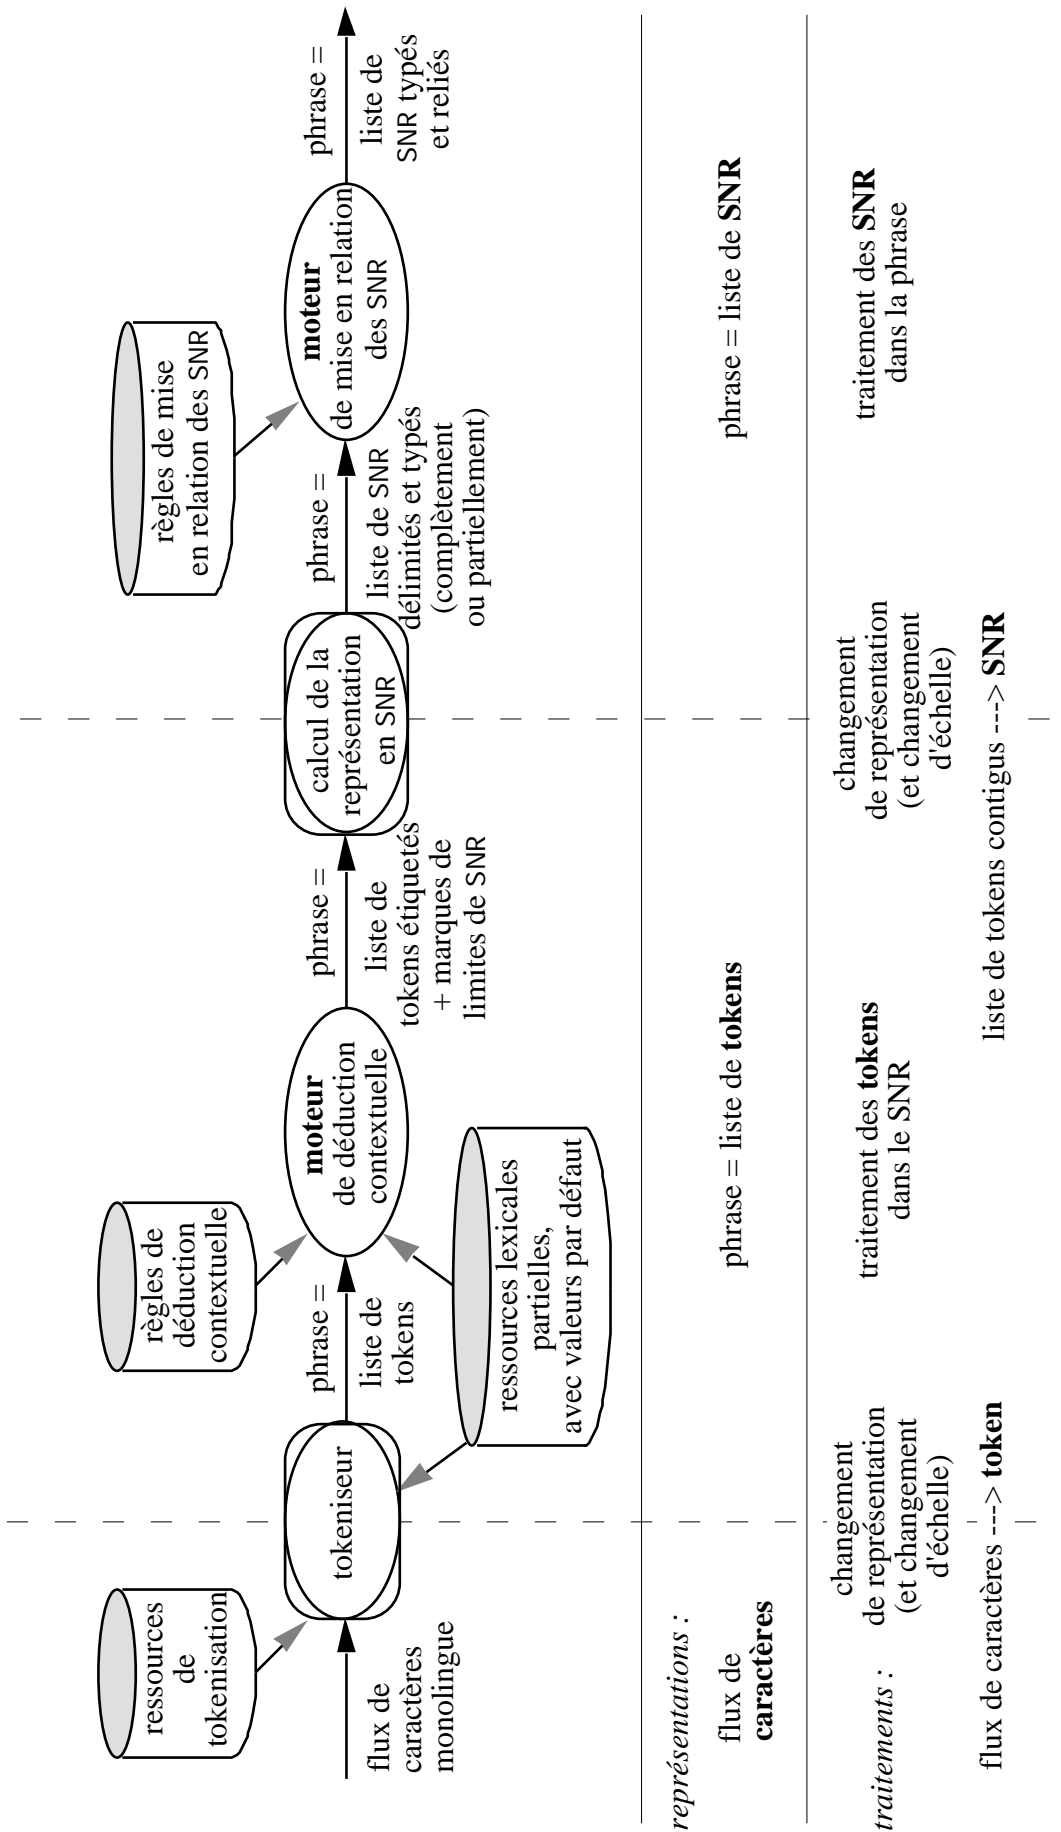 ressources
de
tokenisation
règles de
déduction
contextuelle
règles de mise
en relation des SNR
flux de
caractères
monolingue
tokeniseur
phrase =
liste de
tokens
moteur
de déduction
contextuelle
phrase =
liste de
tokens étiquetés
+ marques de
limites de SNR
calcul de la
représentation
en SNR
phrase =
liste de SNR
délimités et typés
(complètement
ou partiellement)
moteur
de mise en relation
des SNR
phrase =
liste de
SNR typés
et reliés
ressources lexicales
partielles,
avec valeurs par défaut
représentations :
flux de
caractères
phrase = liste de tokens
phrase = liste de SNR
traitements :
changement
de représentation
(et changement
d'échelle)
flux de caractères ---> token
traitement des tokens
dans le SNR
changement
de représentation
(et changement
d'échelle)
liste de tokens contigus ---> SNR
traitement des SNR
dans la phrase